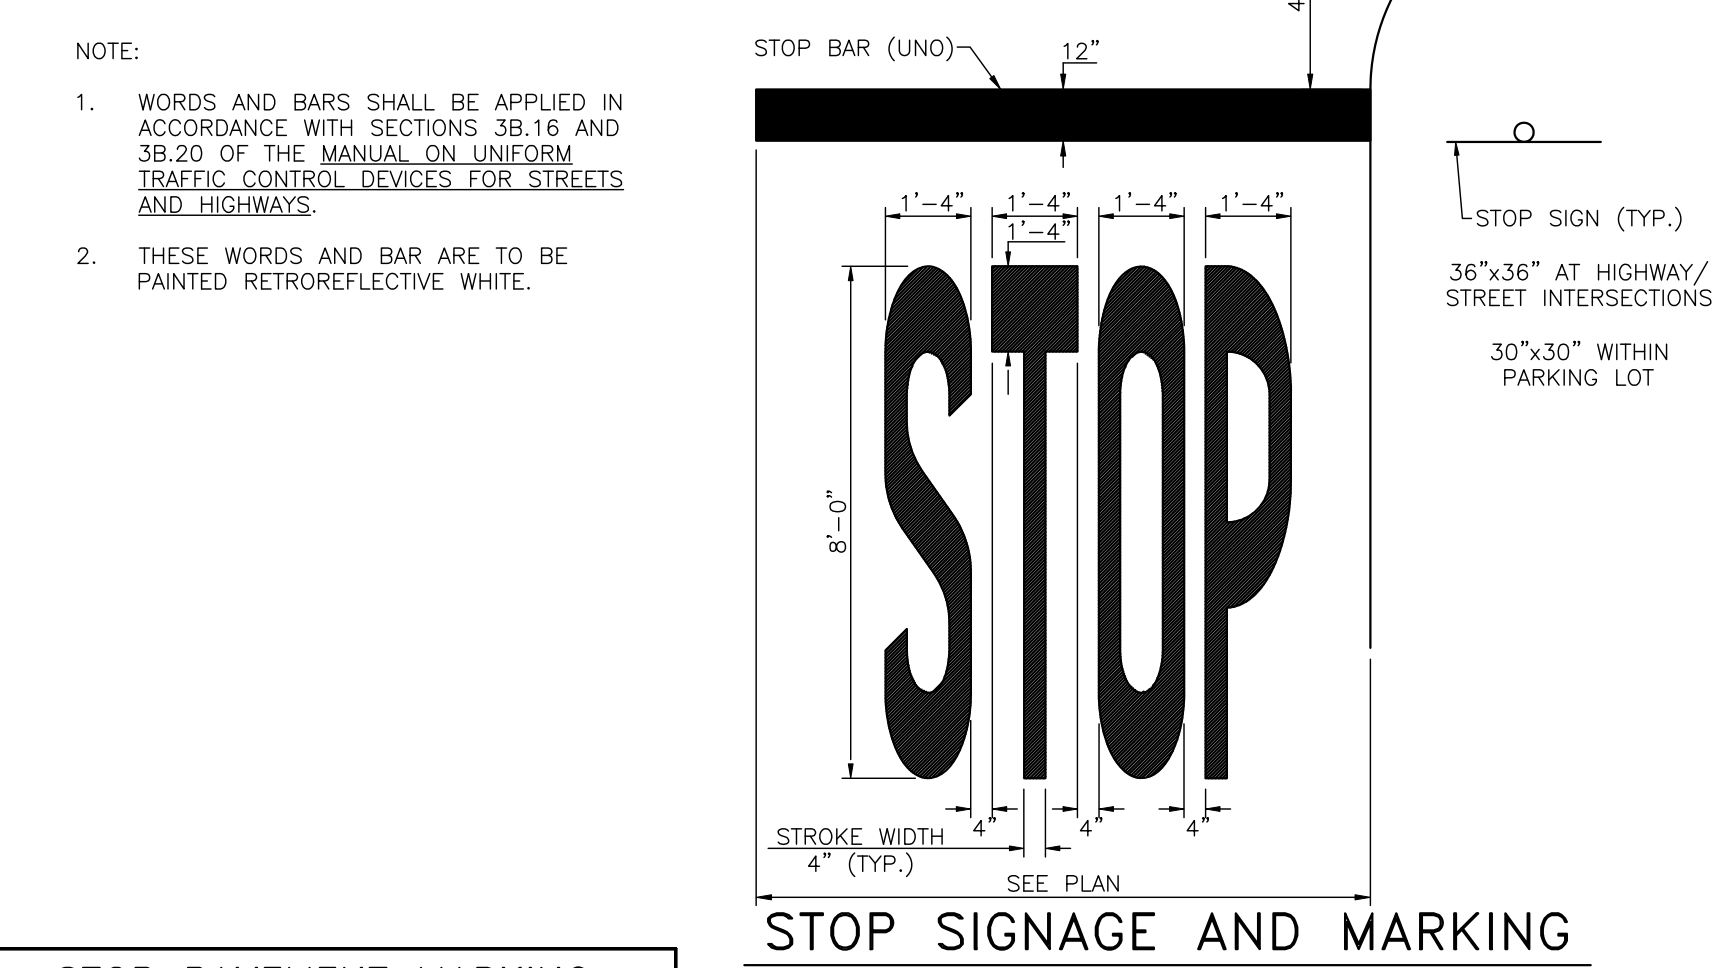 NOTE:
1. WORDS AND BARS SHALL BE APPLIED IN
ACCORDANCE WITH SECTIONS 3B.16 AND
3B.20 OF THE MANUAL ON UNIFORM
TRAFFIC CONTROL DEVICES FOR STREETS
AND HIGHWAYS.
2. THESE WORDS AND BAR ARE TO BE
PAINTED RETROREFLECTIVE WHITE.
STOP BAR (UNO)
12”
4
1'-4” 1'-4” 1'-4” 1'-4”
1'-4”
STOP
8'-0”
4” 4” 4”
STROKE WIDTH
4” (TYP.)
SEE PLAN
STOP SIGN (TYP.)
36”x36” AT HIGHWAY/
STREET INTERSECTIONS
30”x30” WITHIN
PARKING LOT
STOP SIGNAGE AND MARKING